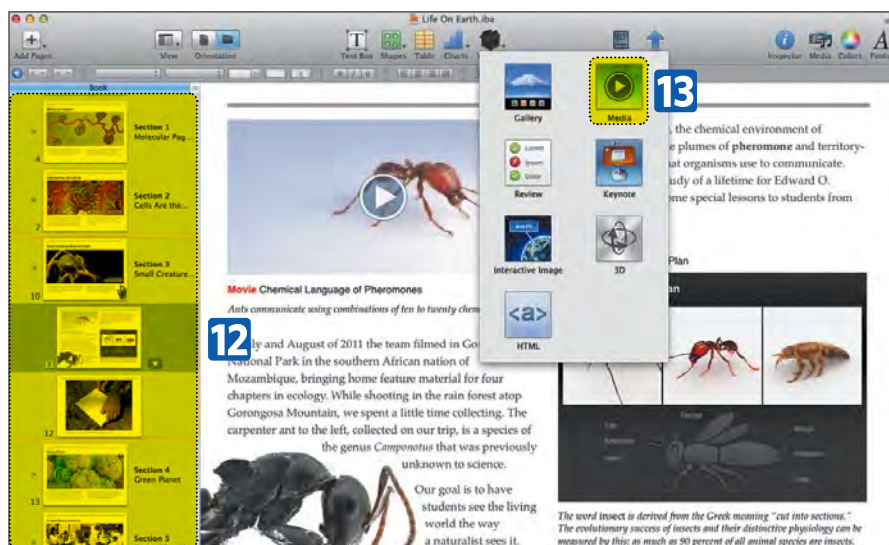 Life On Earth.iba
Add Pages
View
Orientation
Text Box
Shapes
Table
Charts
Inspector
Media
Colors
Book
Section 1
Molecular Pag...
4
Section 2
Cells Are the...
7
Section 3
Small Creature...
10
11
12
Section 4
Green Planet
13
Section 5
12
Gallery
Media
13
Review
Keynote
Interactive Image
3D
<a>
HTML
Movie Chemical Language of Pheromones
Ants communicate using combinations of ten to twenty
ly and August of 2011 the team filmed in
National Park in the southern African nation of
Mozambique, bringing home feature material for four
chapters in ecology. While shooting in the rain forest atop
Gorongosa Mountain, we spent a little time collecting. The
carpenter ant to the left, collected on our trip, is a species of
the genus Camponotus that was previously
unknown to science.
Our goal is to have
students see the living
world the way
a naturalist sees it.
, the chemical environment of
plumes of pheromone and territory-
at organisms use to communicate.
udy of a lifetime for Edward O.
me special lessons to students from
Plan
an
The word insect is derived from the Greek meaning "cut into sections."
The evolutionary success of insects and their distinctive physiology can be
measured by this: as much as 90 percent of all animal species are insects.